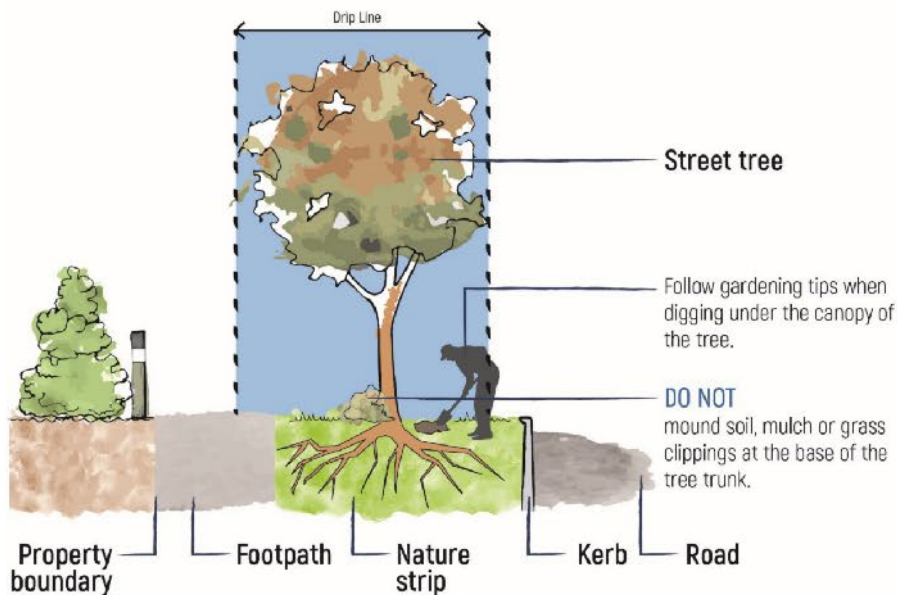 Drip Line
Street tree
Follow gardening tips when
digging under the canopy of
the tree.
DO NOT
mound soil, mulch or grass
clippings at the base of the
tree trunk.
Property
boundary
Footpath
Nature
strip
Kerb
Road